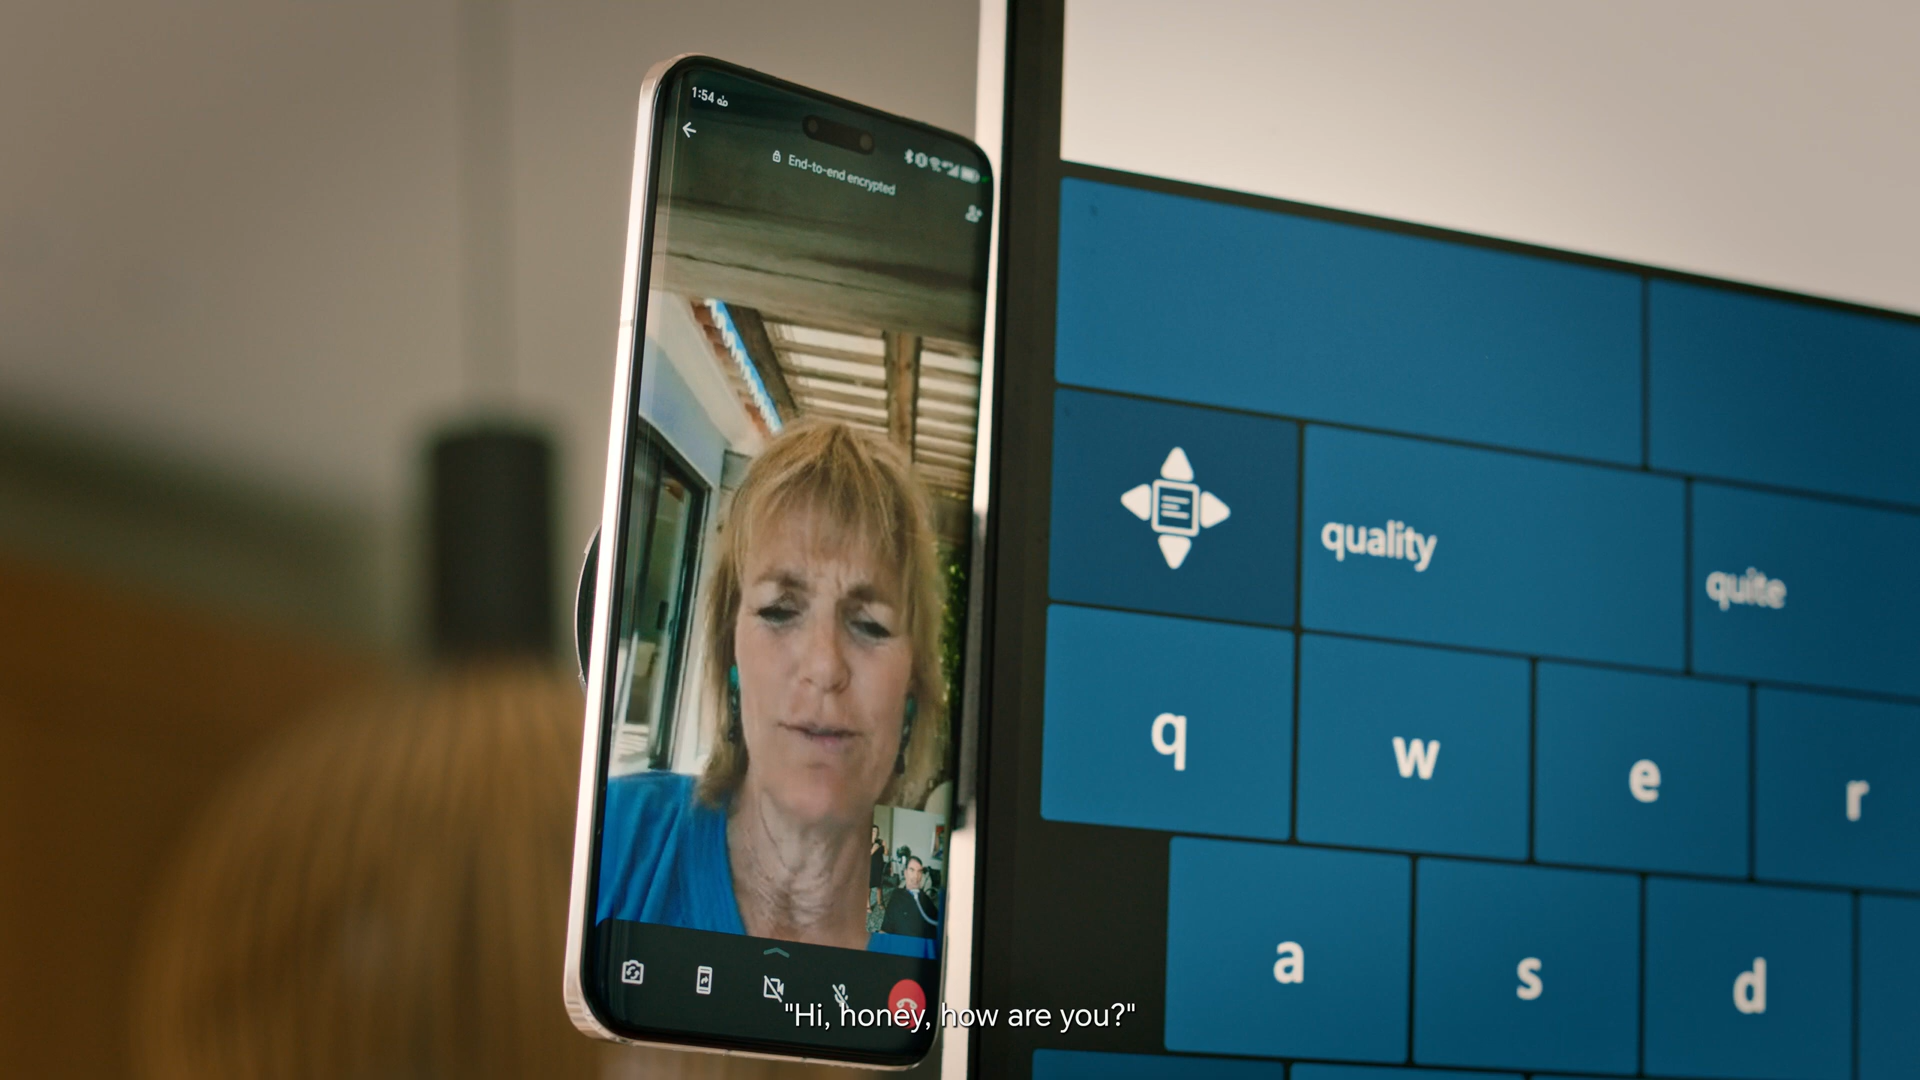 1:54
End-to-end encrypted
quality
quite
q
w
e
r
a
s
d
"Hi, honey, how are you?"